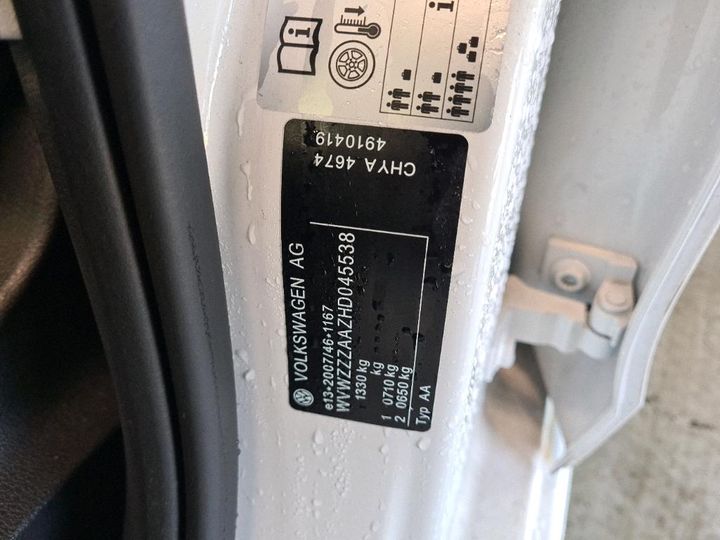 VOLKSWAGEN AG
e13*2007/46*1167
WVWZZZAAZHD045538
1330 kg
kg
1 0710 kg
2 0650 kg
Typ AA
CHYA 4674
4910419